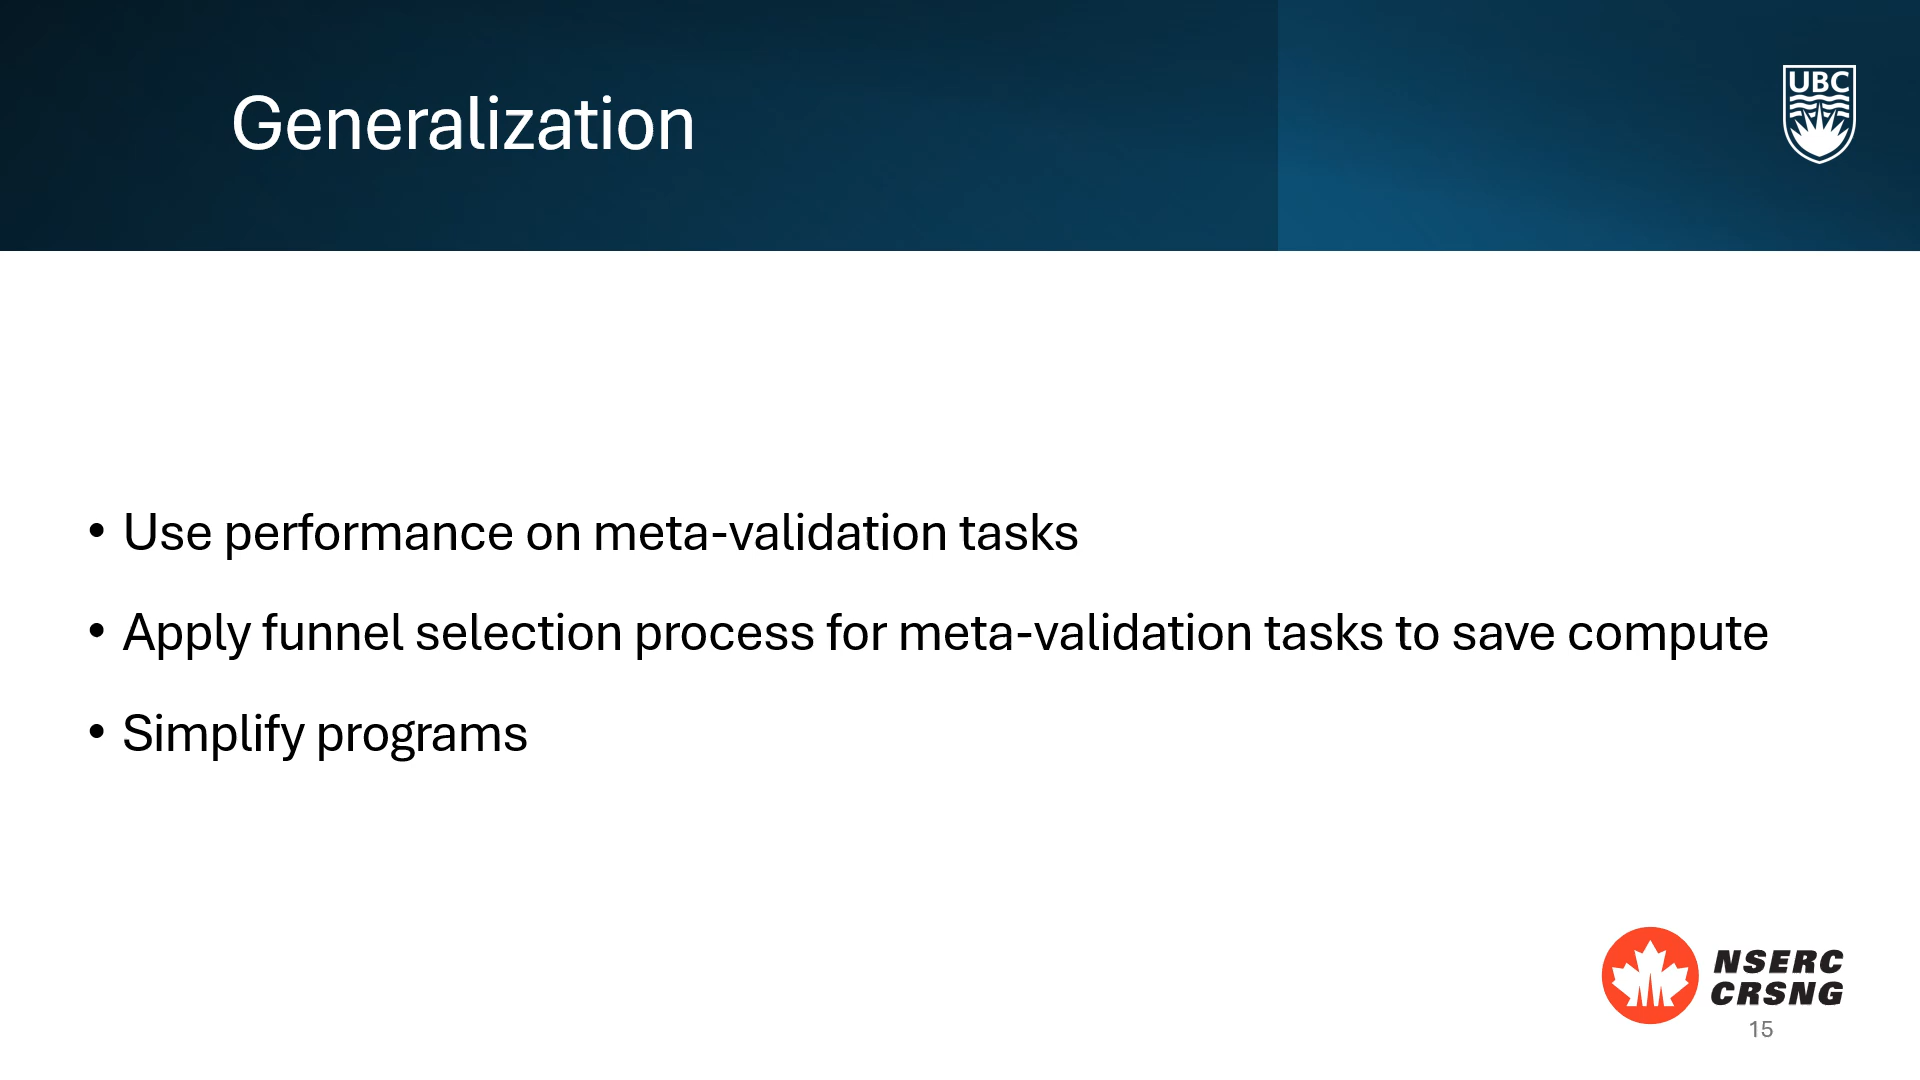 Generalization
UBC
• Use performance on meta-validation tasks
• Apply funnel selection process for meta-validation tasks to save compute
• Simplify programs
NSERC
CRSNG
15